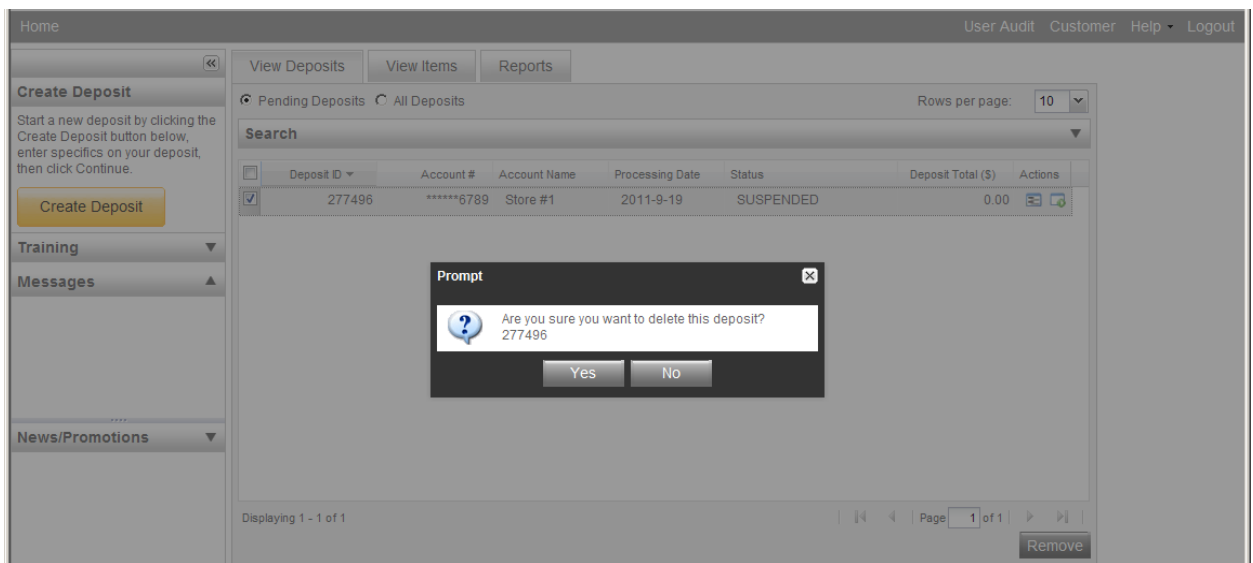 Home
User Audit Customer Help Logout
View Deposits View Items Reports
Create Deposit
Start a new deposit by clicking the
Create Deposit button below,
enter specifics on your deposit,
then click Continue.
Create Deposit
Training
Messages
News/Promotions
Pending Deposits All Deposits
Rows per page: 10
Search
Deposit ID Account # Account Name Processing Date Status Deposit Total ($) Actions
277496 ******6789 Store #1 2011-9-19 SUSPENDED 0.00
Prompt
Are you sure you want to delete this deposit?
277496
Yes No
Displaying 1 - 1 of 1
Page 1 of 1
Remove